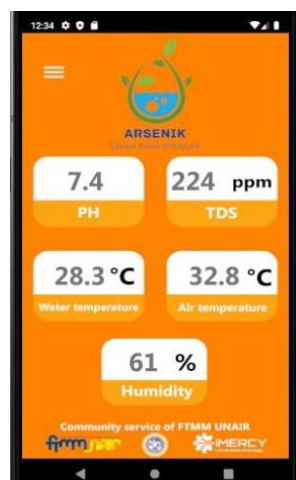 12:34
ARSENIK
7.4
PH
224 ppm
TDS
28.3 °C
Water temperature
32.8 °C
Air temperature
61 %
Humidity
Community service of FTMM UNAIR
iMERCY